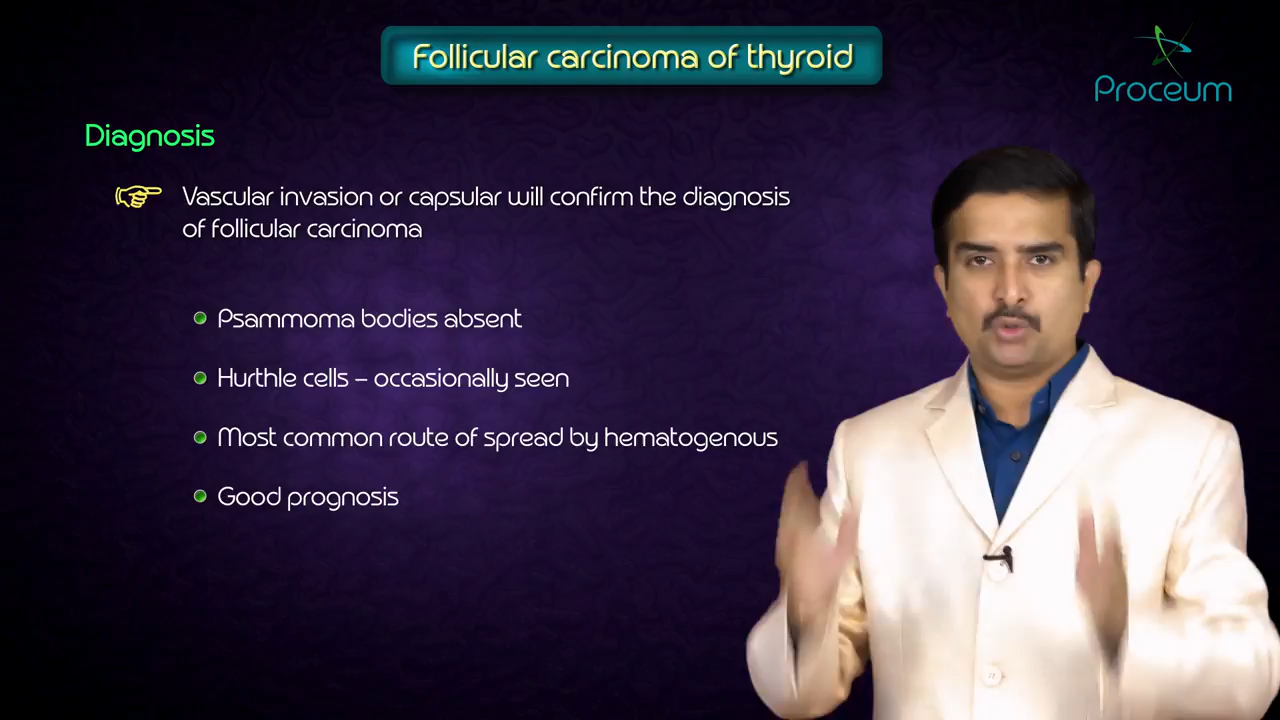 Follicular carcinoma of thyroid
Proceum
Diagnosis
Vascular invasion or capsular will confirm the diagnosis
of follicular carcinoma
Psammoma bodies absent
Hurthle cells – occasionally seen
Most common route of spread by hematogenous
Good prognosis